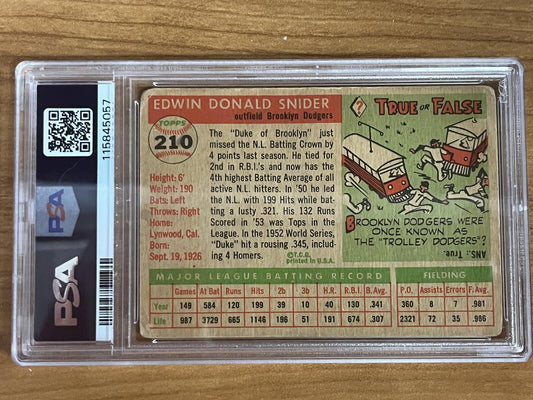 PSA
PSA
115845057
EDWIN DONALD SNIDER
outfield Brooklyn Dodgers
TOPPS
210
Height: 6'
Weight: 190
Bats: Left
Throws: Right
Home:
Lynwood, Cal.
Born:
Sept. 19, 1926
The "Duke of Brooklyn" just
missed the N.L. Batting Crown by
4 points last season. He tied for
2nd in R.B.I.'s and now has the
4th highest Batting Average of all
active N.L. hitters. In '50 he led
the N.L. with 199 Hits while bat-
ting a lusty .321. His 132 Runs
Scored in '53 was Tops in the
League. In the 1952 World Series,
"Duke" hit a rousing .345, includ-
ing 4 Homers.
©T.C.G.
printed in U.S.A.
?
TRUE OR FALSE
BROOKLYN DODGERS WERE
ONCE KNOWN AS
THE "TROLLEY DODGERS"?
ANS. True.
MAJOR LEAGUE BATTING RECORD FIELDING
Games At Bat Runs Hits 2b 3b H.R. R.B.I. B.Avg. P.O. Assists Errors F.Avg.
Year 149 584 120 199 39 10 40 130 .341 360 8 7 .981
Life 987 3729 665 1146 196 51 191 674 .307 2321 72 35 .986